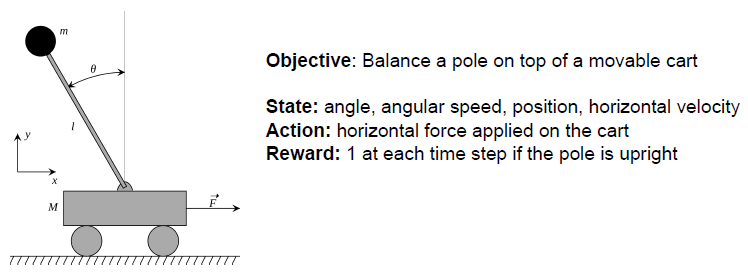 m
θ
Objective: Balance a pole on top of a movable cart
l
State: angle, angular speed, position, horizontal velocity
y
Action: horizontal force applied on the cart
Reward: 1 at each time step if the pole is upright
x
M
F⃗